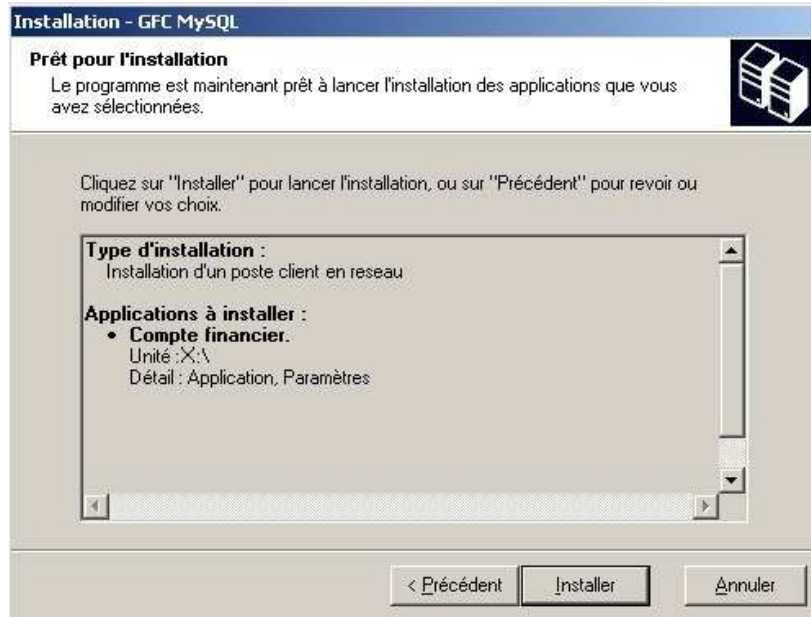 Installation - GFC MySQL
Prêt pour l'installation
Le programme est maintenant prêt à lancer l'installation des applications que vous
avez sélectionnées.
Cliquez sur "Installer" pour lancer l'installation, ou sur "Précédent" pour revoir ou
modifier vos choix.
Type d'installation :
Installation d'un poste client en reseau
Applications à installer :
• Compte financier.
Unité :X:\
Détail : Application, Paramètres
< Précédent
Installer
Annuler